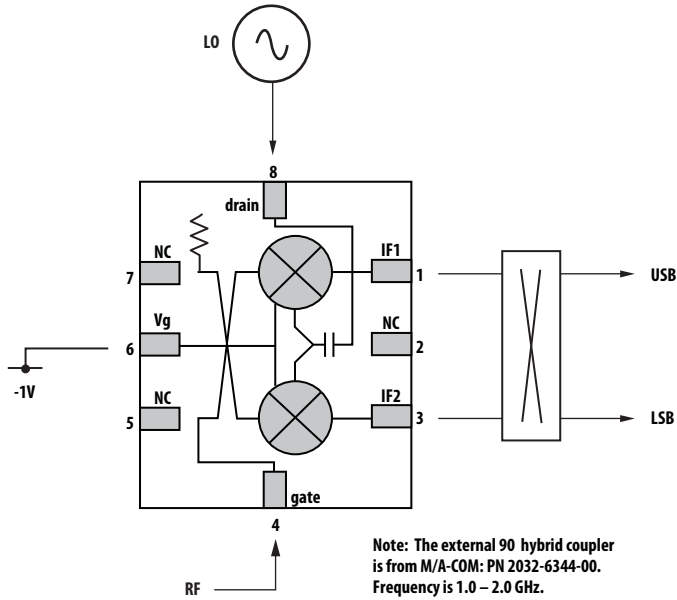 LO
8
drain
NC
7
IF1
1
USB
Vg
6
NC
2
-1V
NC
5
IF2
3
LSB
gate
4
RF
Note: The external 90 hybrid coupler
is from M/A-COM: PN 2032-6344-00.
Frequency is 1.0 – 2.0 GHz.